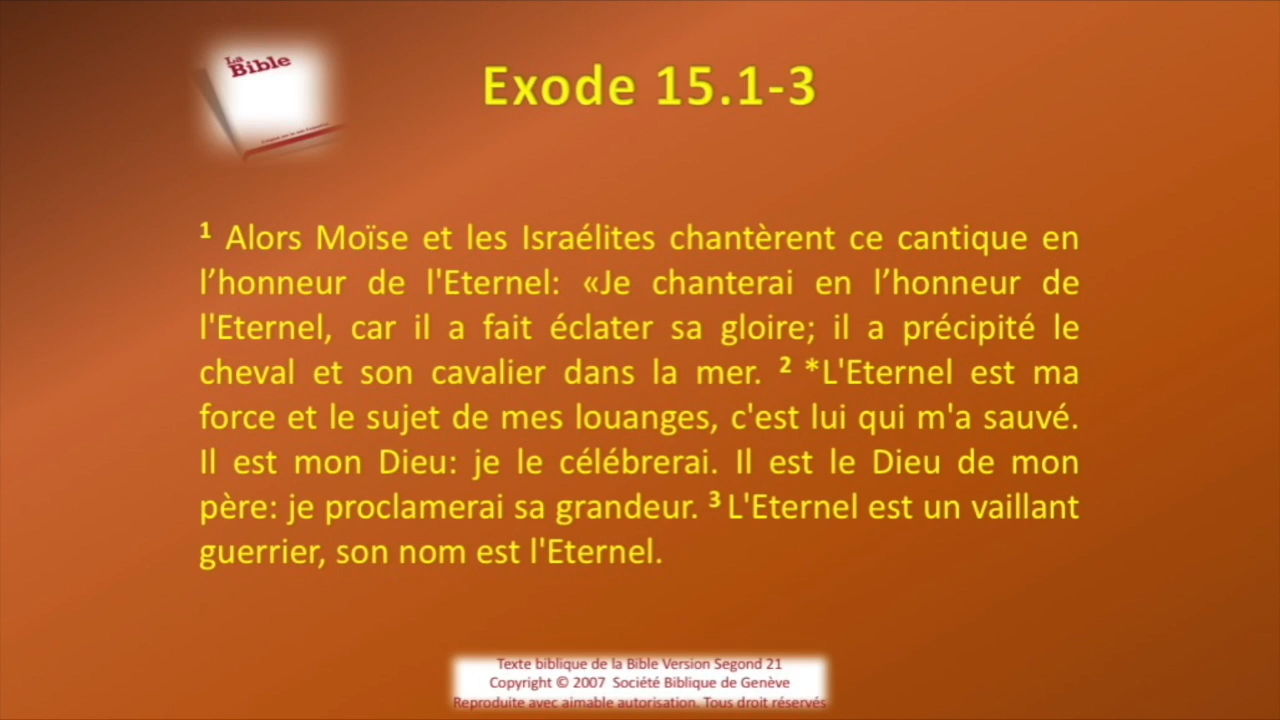 La
Bible
Exode 15.1-3
1 Alors Moïse et les Israélites chantèrent ce cantique en
l’honneur de l'Eternel: «Je chanterai en l’honneur de
l'Eternel, car il a fait éclater sa gloire; il a précipité le
cheval et son cavalier dans la mer. 2 *L'Eternel est ma
force et le sujet de mes louanges, c'est lui qui m'a sauvé.
Il est mon Dieu: je le célébrerai. Il est le Dieu de mon
père: je proclamerai sa grandeur. 3 L'Eternel est un vaillant
guerrier, son nom est l'Eternel.
Texte biblique de la Bible Version Segond 21
Copyright © 2007 Société Biblique de Genève
Reproduite avec aimable autorisation. Tous droit réservés